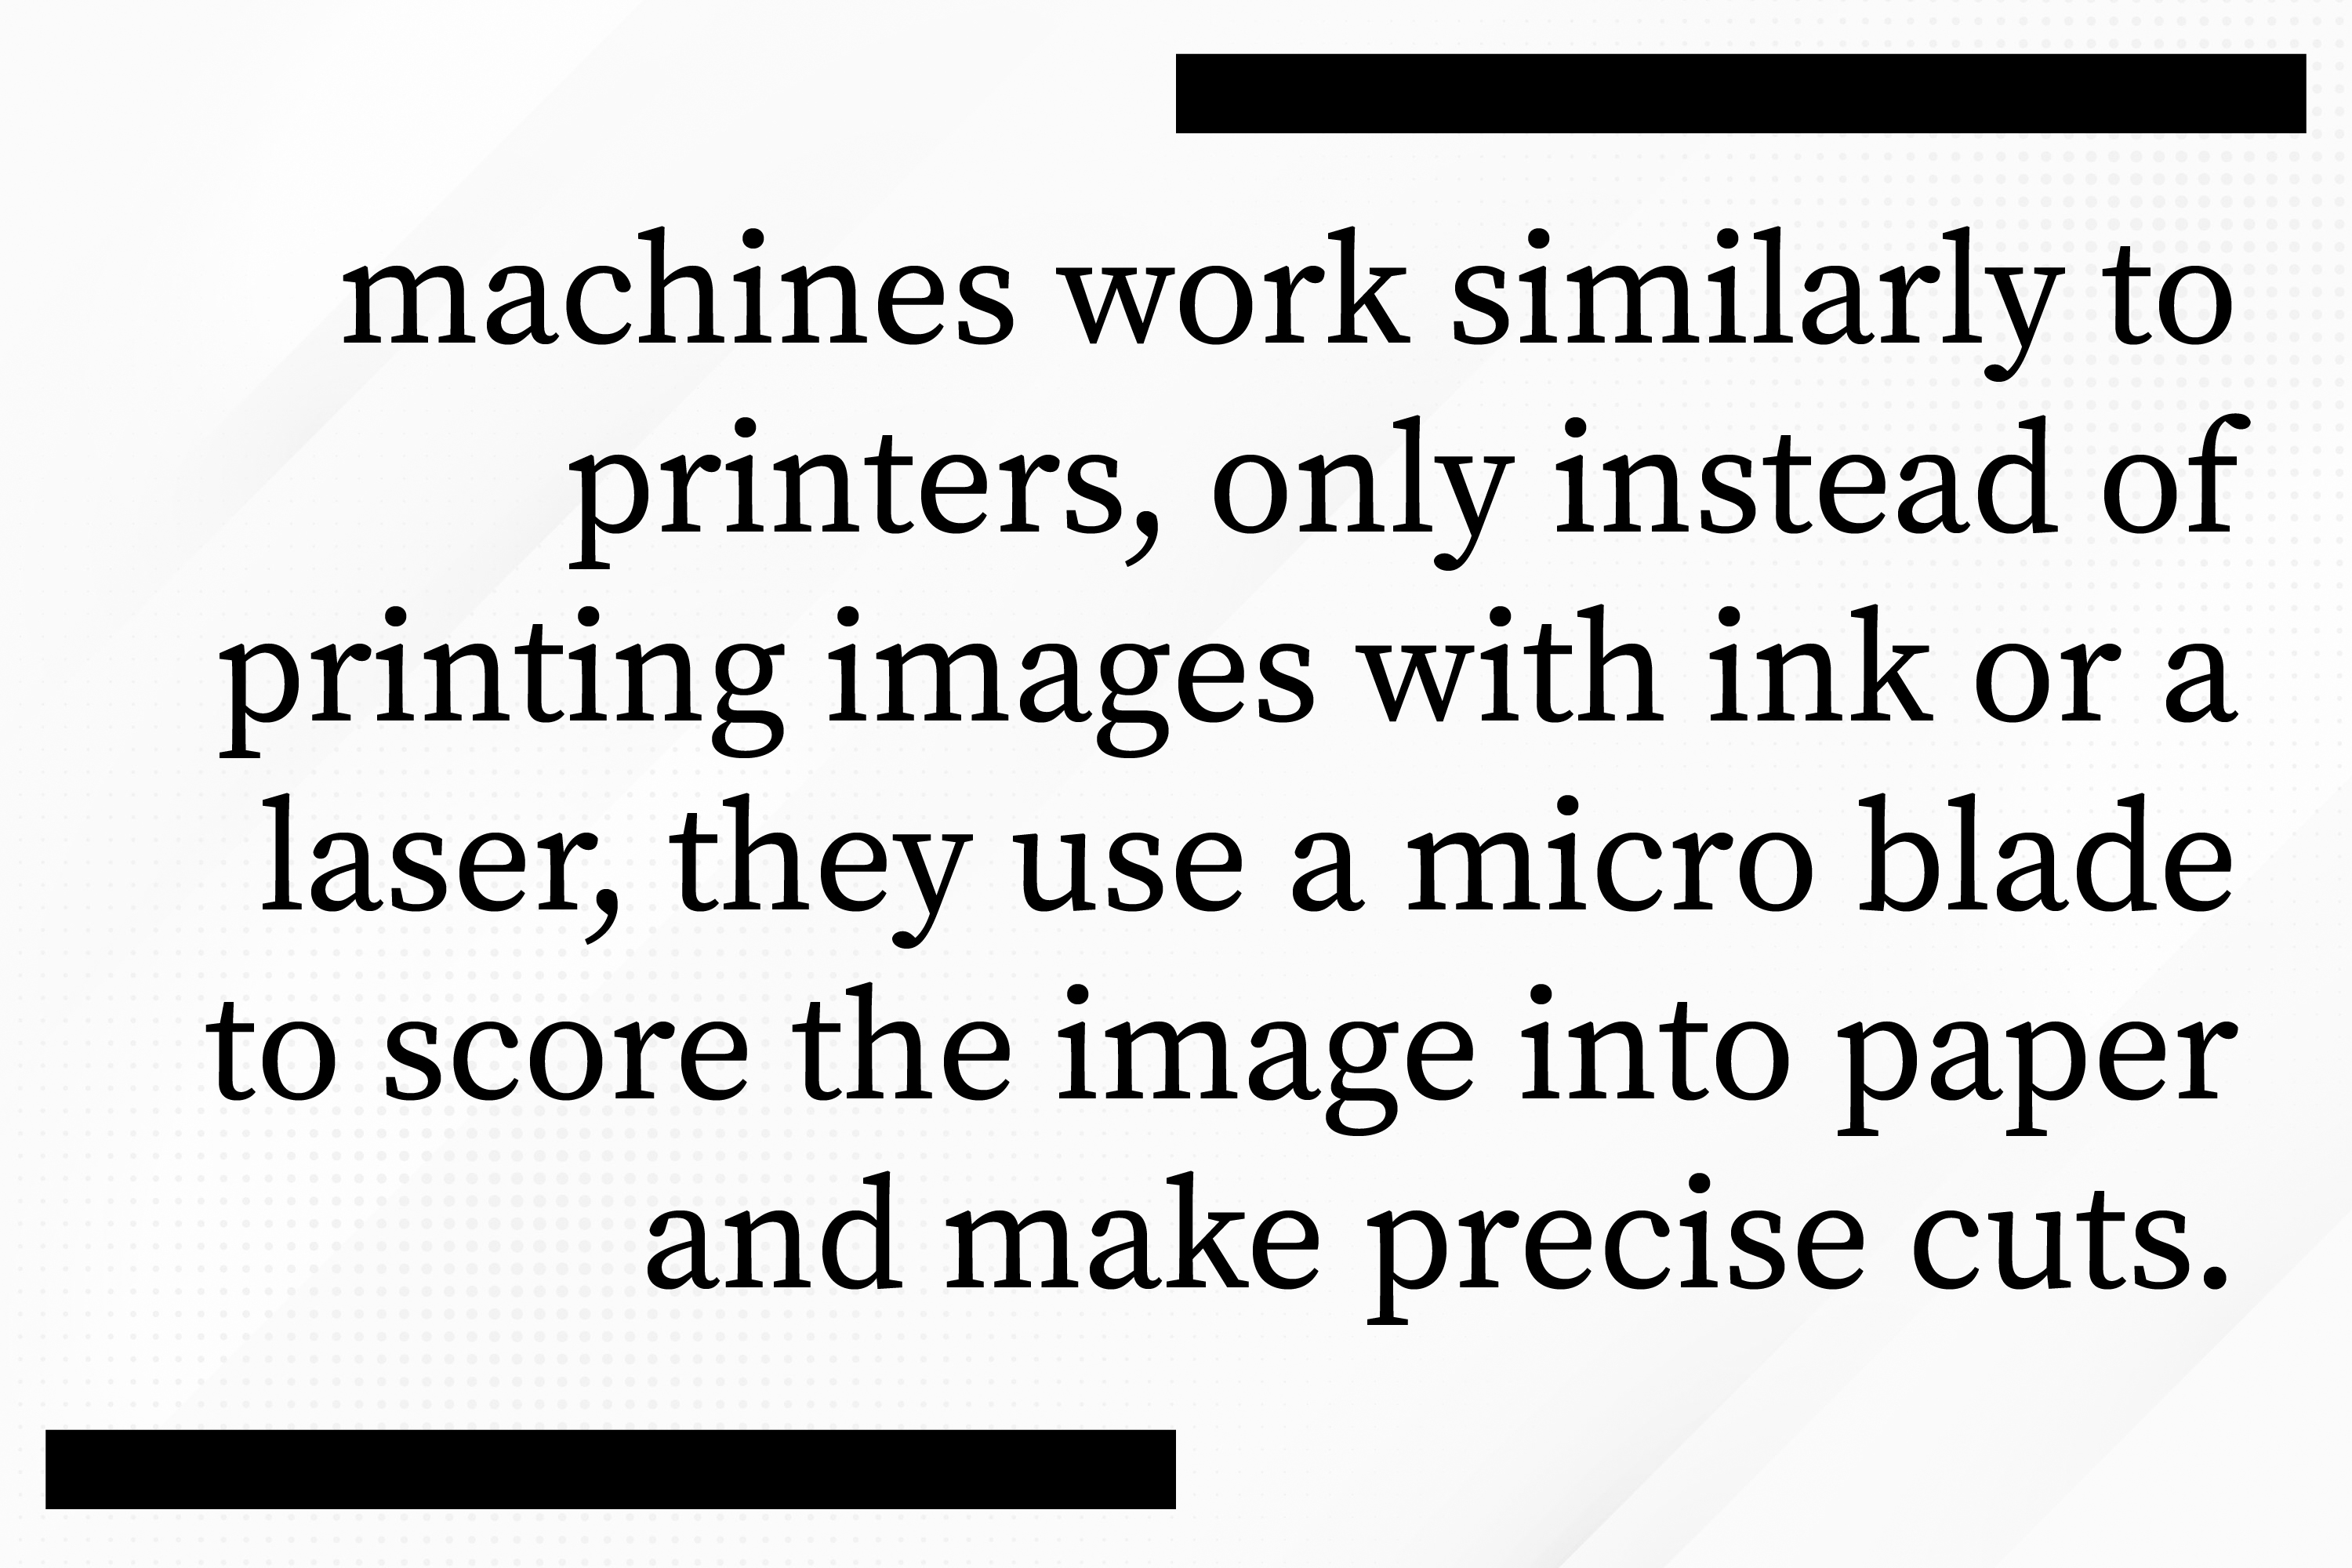 machines work similarly to
printers, only instead of
printing images with ink or a
laser, they use a micro blade
to score the image into paper
and make precise cuts.